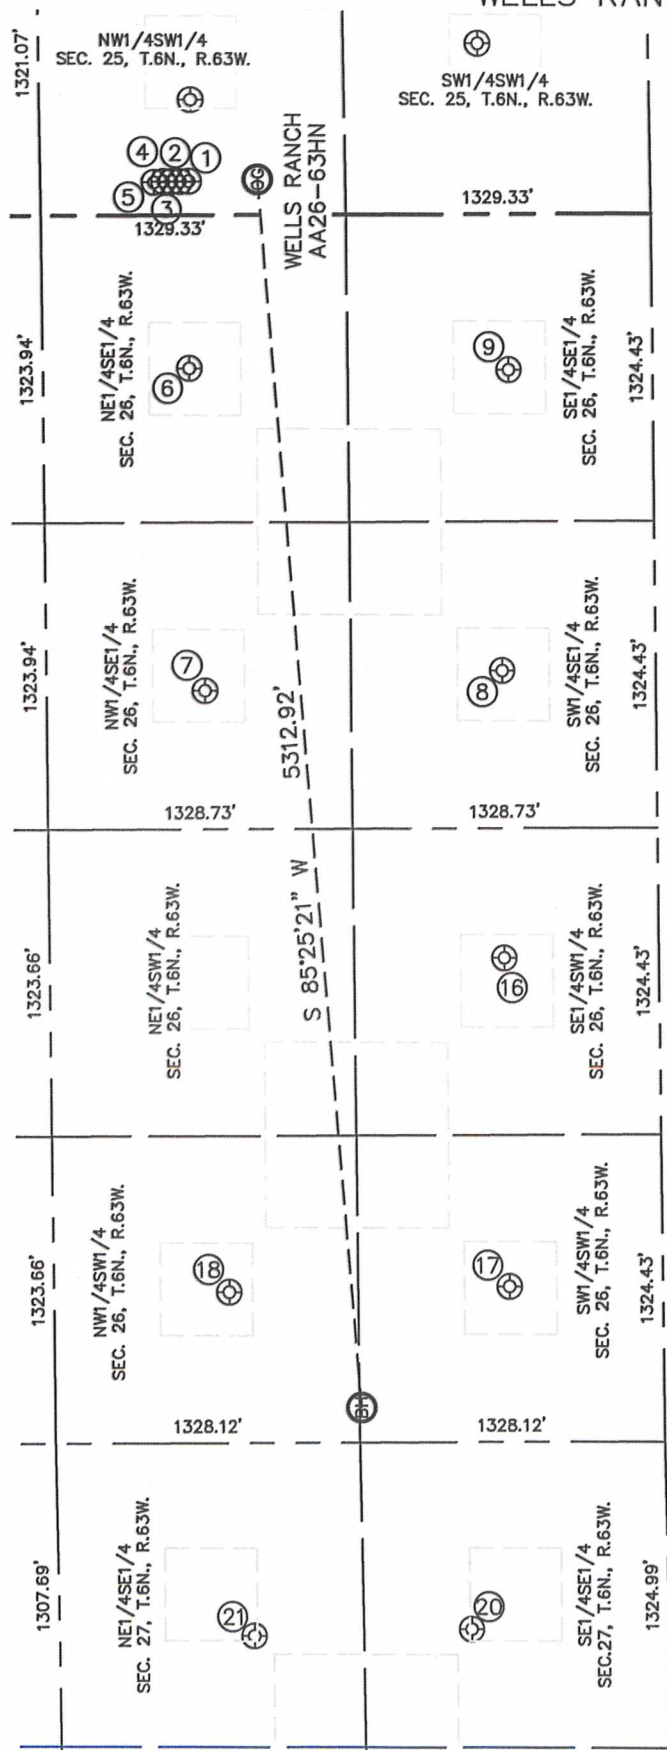 WELLS RAN
1321.07'
NW1/4SW1/4
SEC. 25, T.6N., R.63W.
SW1/4SW1/4
SEC. 25, T.6N., R.63W.
4
2
1
5
3
WELLS RANCH
AA26-63HN
1329.33'
1329.33'
1323.94'
NE1/4SE1/4
SEC. 26, T.6N., R.63W.
6
9
SE1/4SE1/4
SEC. 26, T.6N., R.63W.
1324.43'
1323.94'
NW1/4SE1/4
SEC. 26, T.6N., R.63W.
7
5312.92'
8
SW1/4SE1/4
SEC. 26, T.6N., R.63W.
1324.43'
1328.73'
1328.73'
1323.66'
NE1/4SW1/4
SEC. 26, T.6N., R.63W.
S 85°25'21" W
16
SE1/4SW1/4
SEC. 26, T.6N., R.63W.
1324.43'
1323.66'
NW1/4SW1/4
SEC. 26, T.6N., R.63W.
18
17
SW1/4SW1/4
SEC. 26, T.6N., R.63W.
1324.43'
BH
1328.12'
1328.12'
1307.69'
NE1/4SE1/4
SEC. 27, T.6N., R.63W.
21
20
SE1/4SE1/4
SEC.27, T.6N., R.63W.
1324.99'